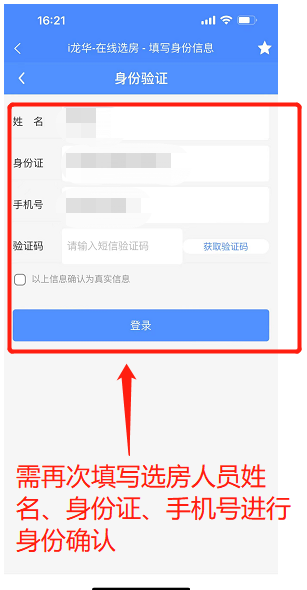 16:21
i龙华-在线选房 - 填写身份信息
身份验证
姓 名
身份证
手机号
验证码 请输入短信验证码 获取验证码
以上信息确认为真实信息
登录
需再次填写选房人员姓
名、身份证、手机号进行
身份确认